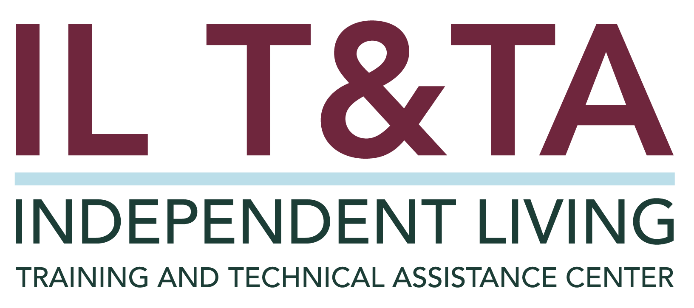 IL T&TA
INDEPENDENT LIVING
TRAINING AND TECHNICAL ASSISTANCE CENTER